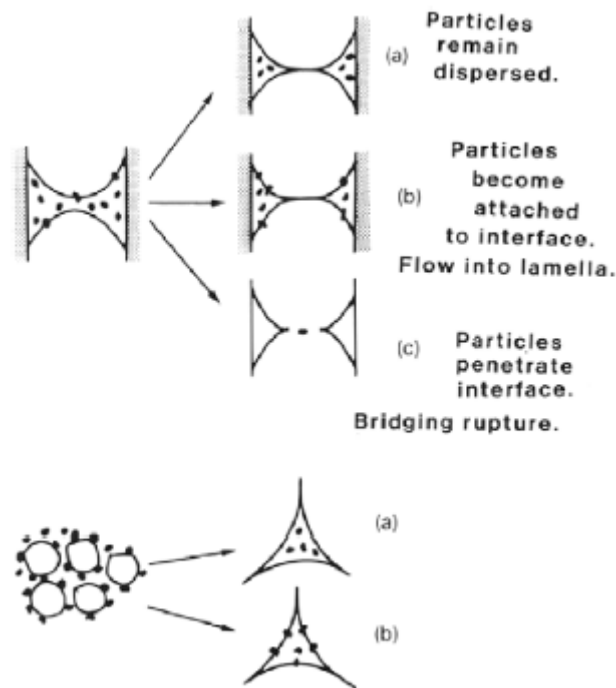 (a)
Particles
remain
dispersed.
(b)
Particles
become
attached
to interface.
Flow into lamella.
(c)
Particles
penetrate
interface.
Bridging rupture.
(a)
(b)